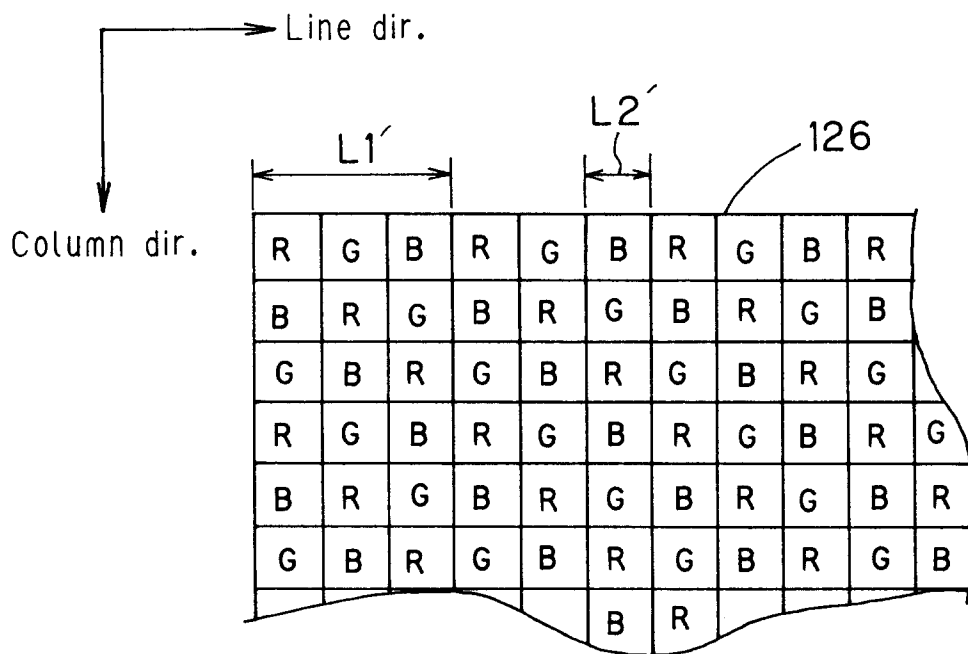 Line dir.
L2′
L1′
126
Column dir.
R G B R G B R G B R
B R G B R G B R G B
G B R G B R G B R G
R G B R G B R G B R G
B R G B R G B R G B R
G B R G B R G B R G B
B R